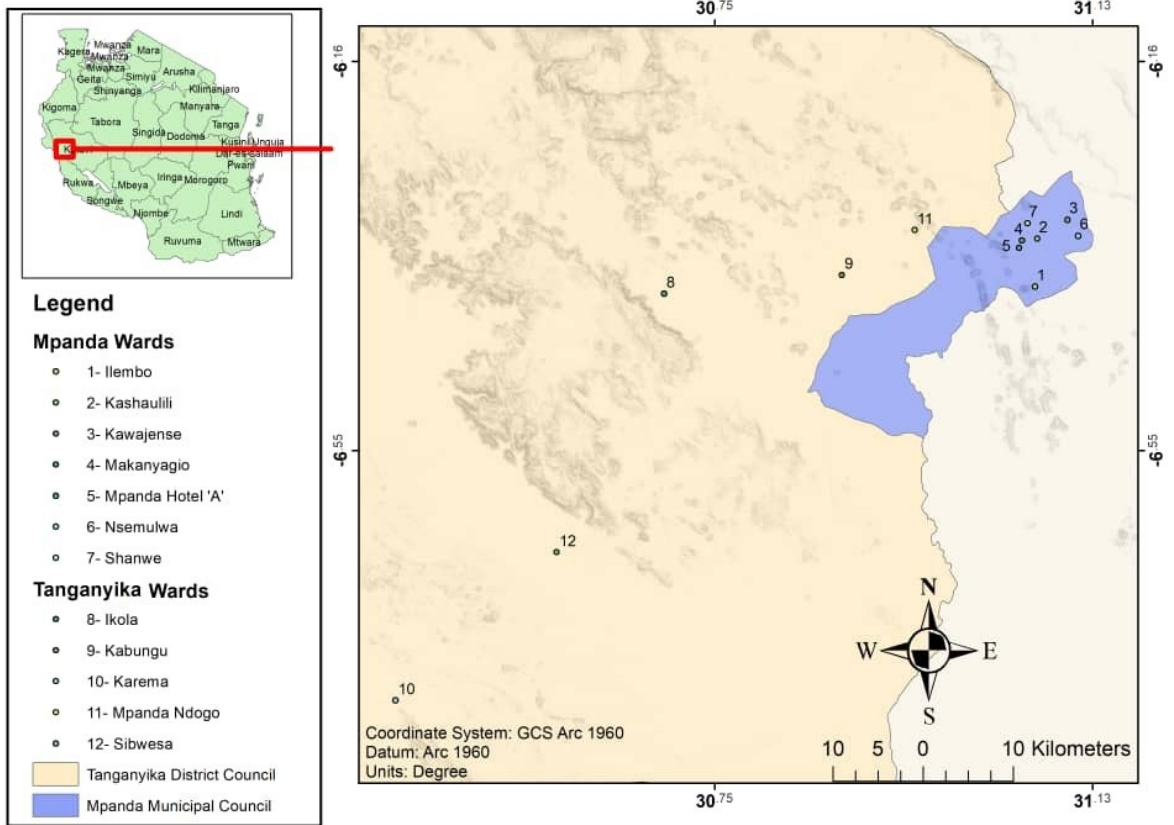 Kagera
Mwanza
Mwanza
Mwanza
Mara
Geita
Simiyu
Arusha
Shinyanga
Kilimanjaro
Kigoma
Manyara
Tabora
Tanga
Singida
Dodoma
Kusini Unguja
Dar-es-salaam
Pwani
Rukwa
Mbeya
Iringa
Morogoro
Songwe
Njombe
Lindi
Ruvuma
Mtwara
Legend
Mpanda Wards
1- Ilembo
2- Kashaulili
3- Kawajense
4- Makanyagio
5- Mpanda Hotel 'A'
6- Nsemulwa
7- Shanwe
Tanganyika Wards
8- Ikola
9- Kabungu
10- Karema
11- Mpanda Ndogo
12- Sibwesa
Tanganyika District Council
Mpanda Municipal Council
30.75
31.13
-6.16
-6.55
11
7
3
4
2
6
5
9
8
1
12
10
N
W
E
S
Coordinate System: GCS Arc 1960
Datum: Arc 1960
Units: Degree
10 5 0 10 Kilometers
-6.16
-6.55
30.75
31.13